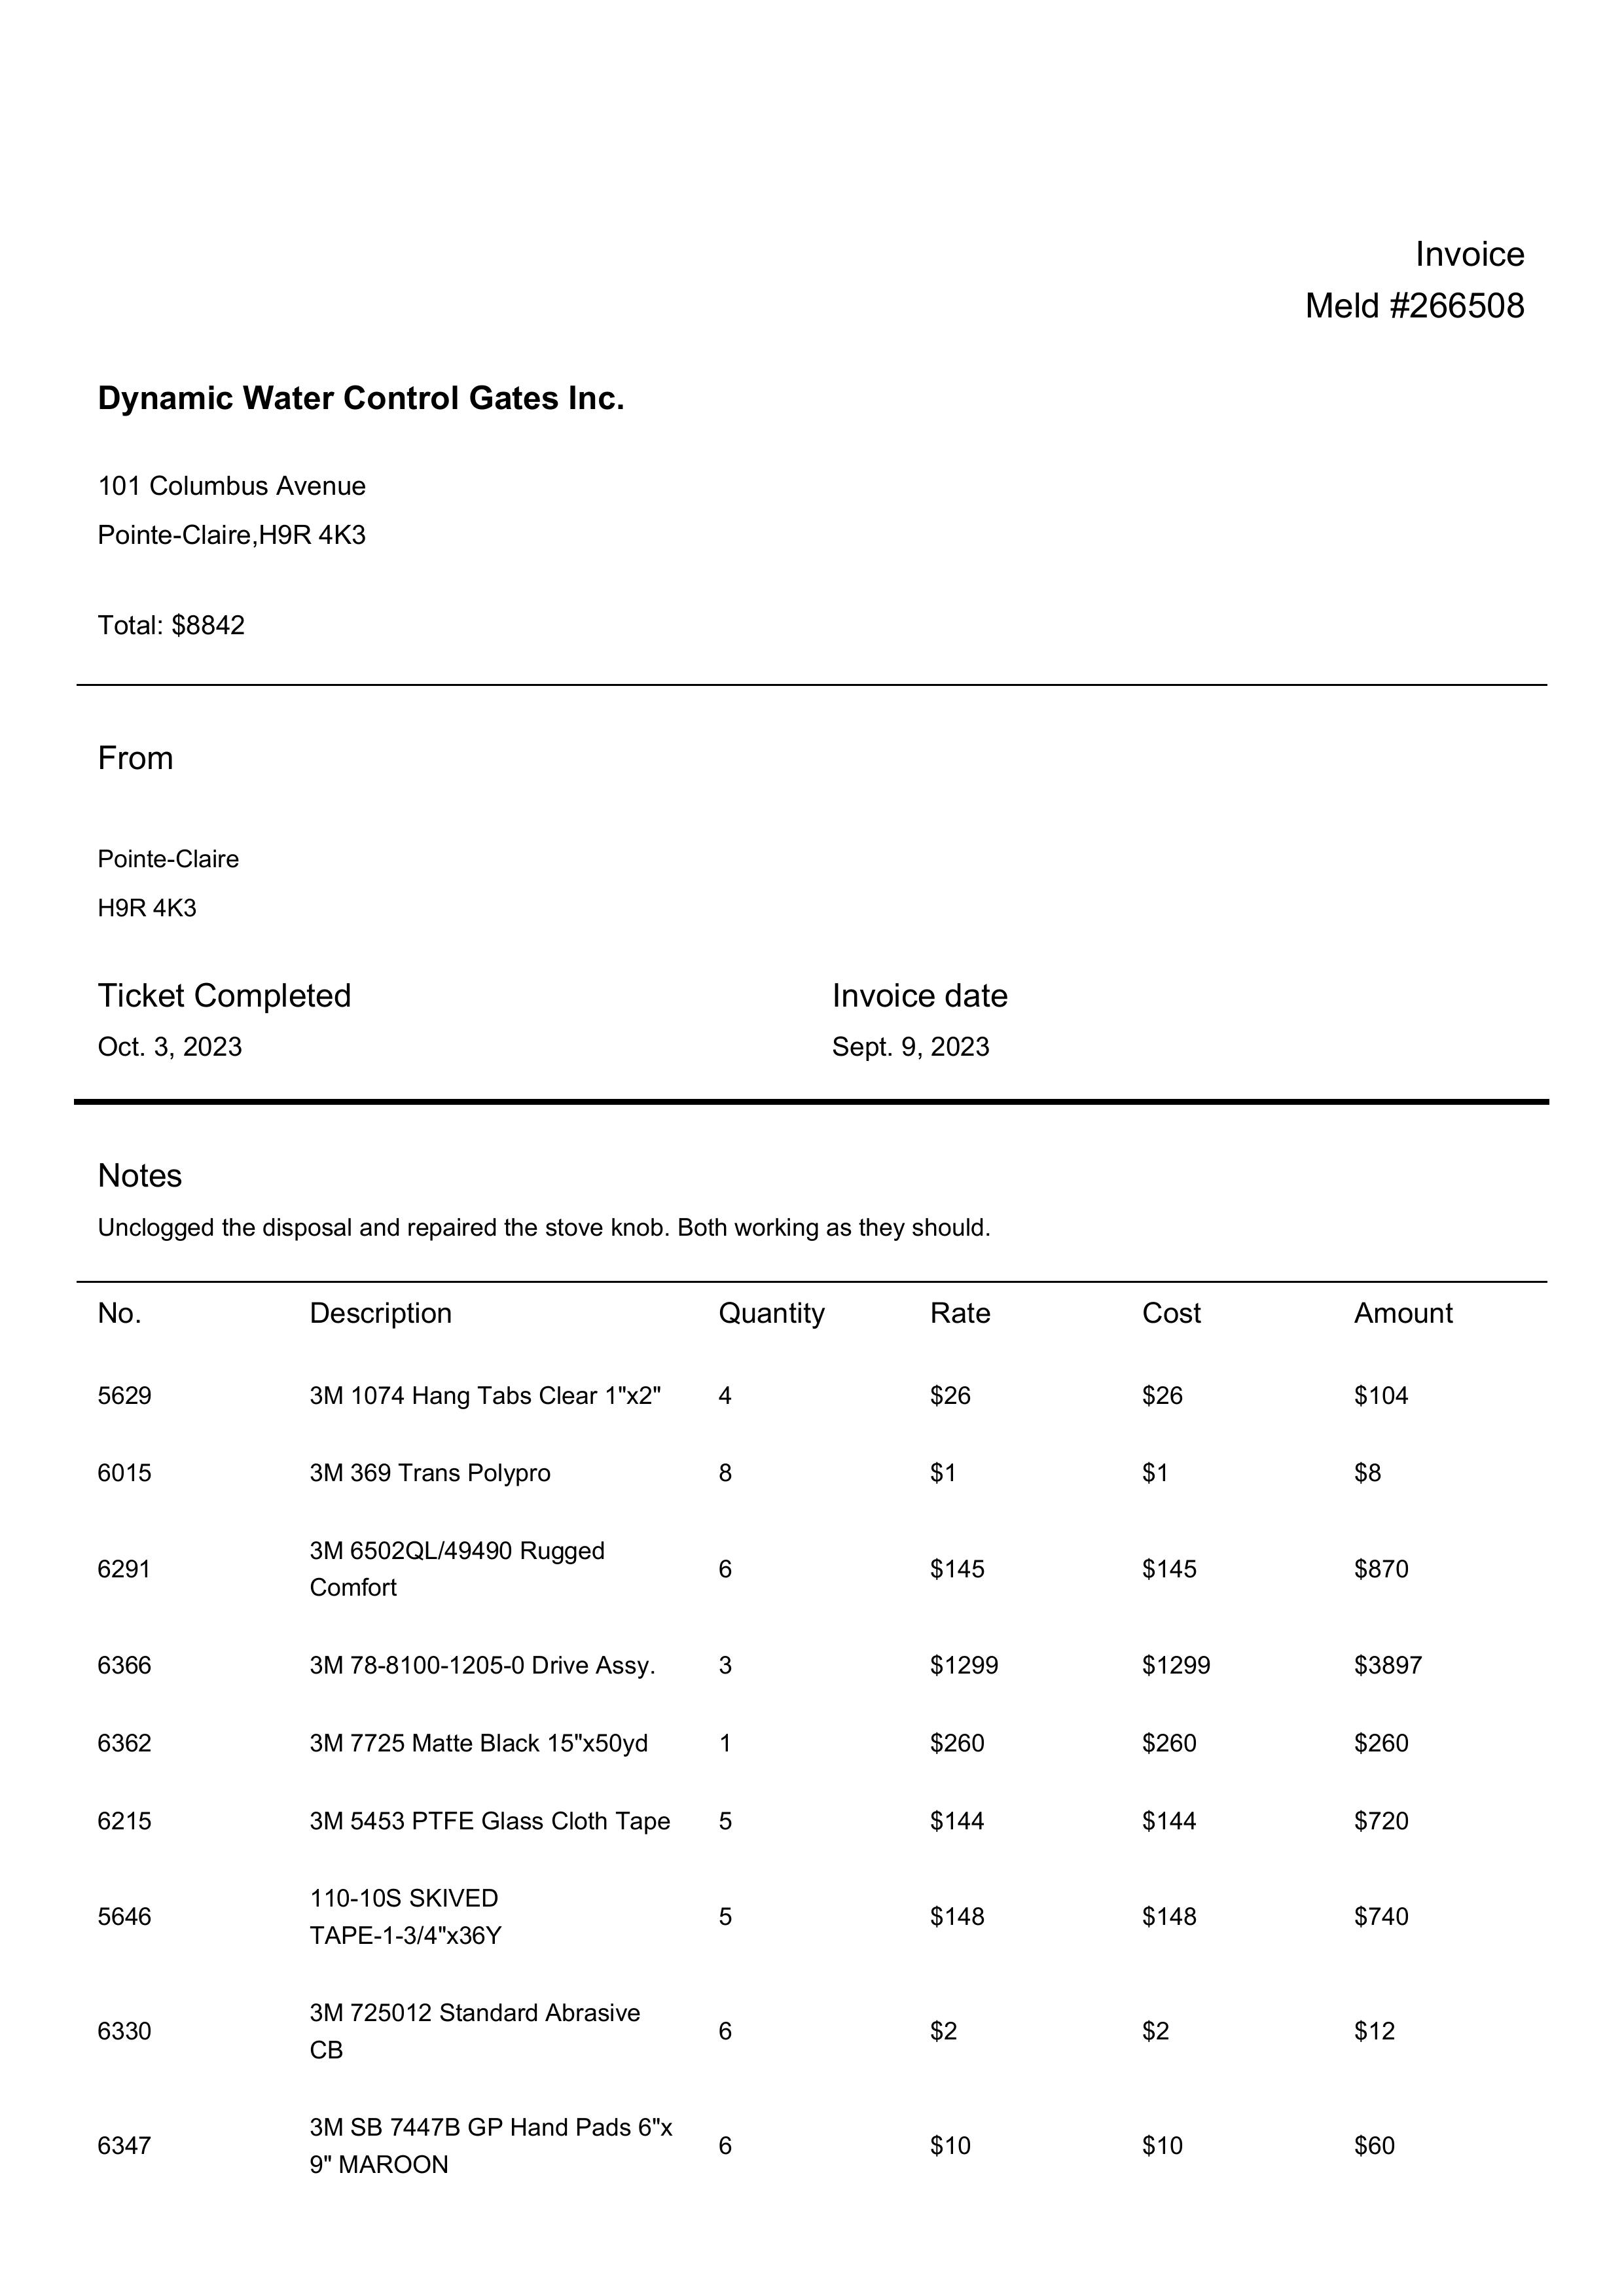 Invoice
Meld #266508
Dynamic Water Control Gates Inc.
101 Columbus Avenue
Pointe-Claire,H9R 4K3
Total: $8842
From
Pointe-Claire
H9R 4K3
Ticket Completed Invoice date
Oct. 3, 2023 Sept. 9, 2023
Notes
Unclogged the disposal and repaired the stove knob. Both working as they should.
No. Description Quantity Rate Cost Amount
5629 3M 1074 Hang Tabs Clear 1"x2" 4 $26 $26 $104
6015 3M 369 Trans Polypro 8 $1 $1 $8
3M 6502QL/49490 Rugged
6291 6 $145 $145 $870
Comfort
6366 3M 78-8100-1205-0 Drive Assy. 3 $1299 $1299 $3897
6362 3M 7725 Matte Black 15"x50yd 1 $260 $260 $260
6215 3M 5453 PTFE Glass Cloth Tape 5 $144 $144 $720
110-10S SKIVED
5646 5 $148 $148 $740
TAPE-1-3/4"x36Y
3M 725012 Standard Abrasive
6330 6 $2 $2 $12
CB
3M SB 7447B GP Hand Pads 6"x
6347 6 $10 $10 $60
9" MAROON